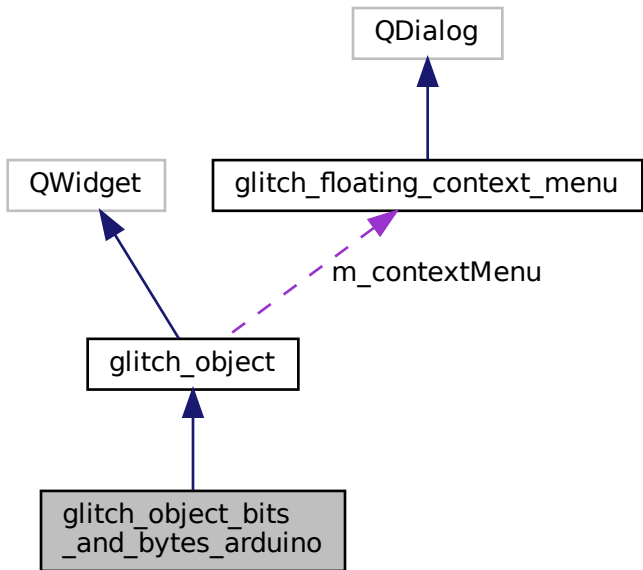 QDialog
QWidget
glitch_floating_context_menu
m_contextMenu
glitch_object
glitch_object_bits
_and_bytes_arduino